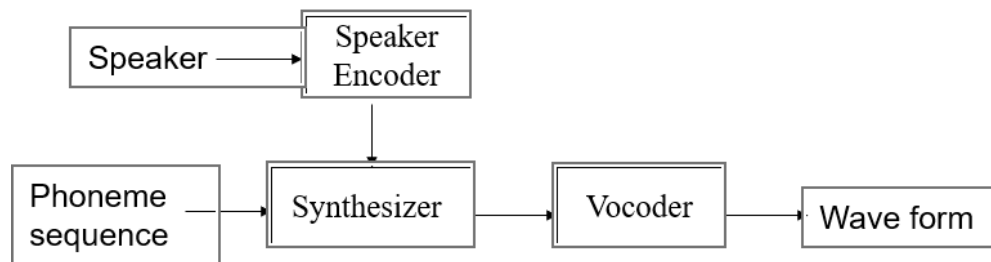 Speaker
Speaker
Encoder
Phoneme
sequence
Synthesizer
Vocoder
Wave form